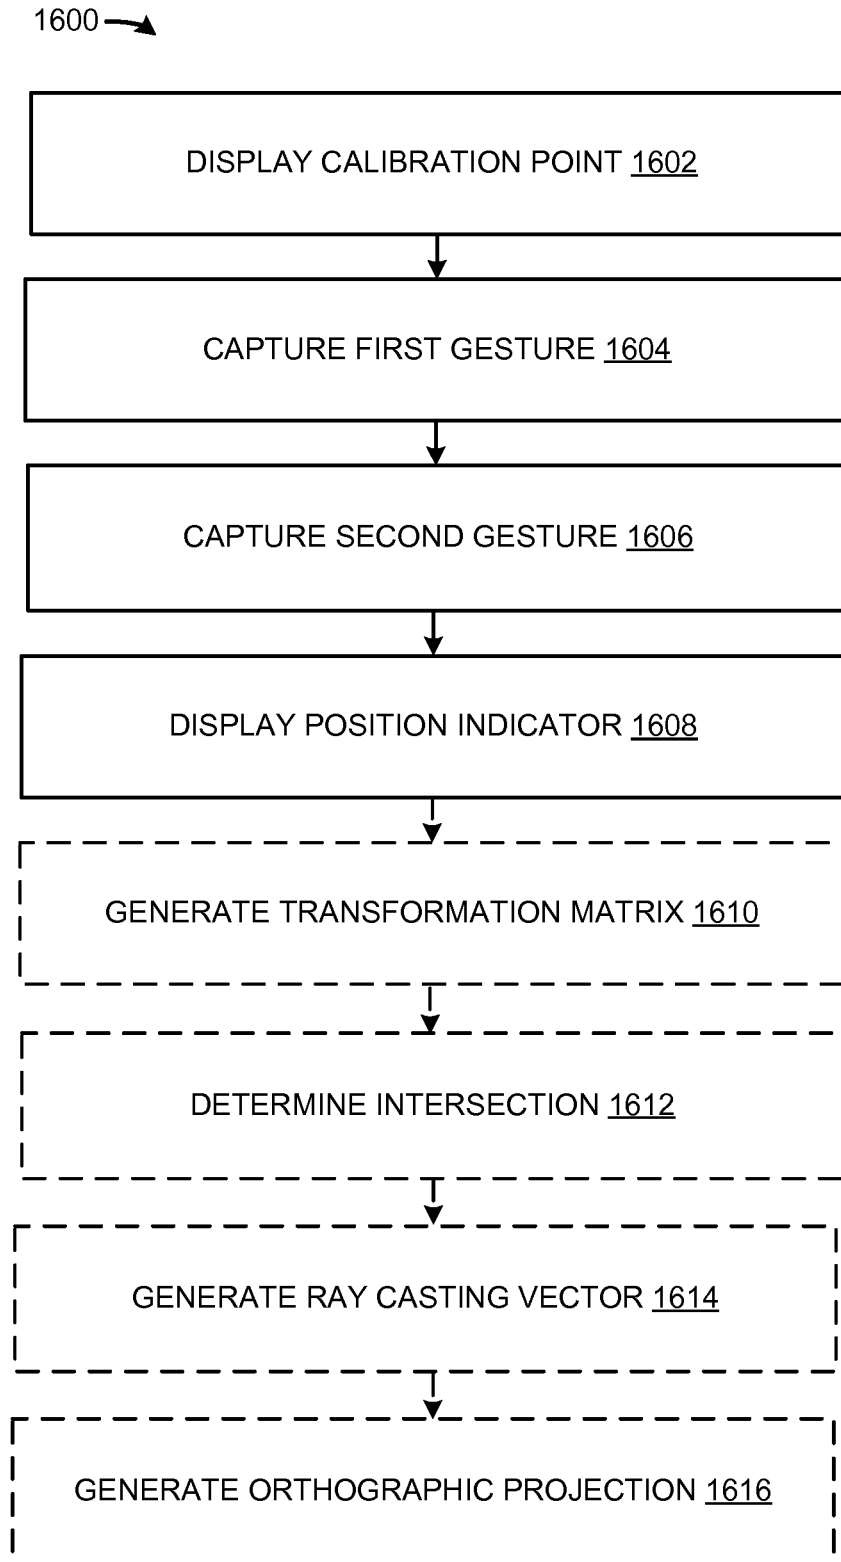 1600
DISPLAY CALIBRATION POINT 1602
CAPTURE FIRST GESTURE 1604
CAPTURE SECOND GESTURE 1606
DISPLAY POSITION INDICATOR 1608
GENERATE TRANSFORMATION MATRIX 1610
DETERMINE INTERSECTION 1612
GENERATE RAY CASTING VECTOR 1614
GENERATE ORTHOGRAPHIC PROJECTION 1616